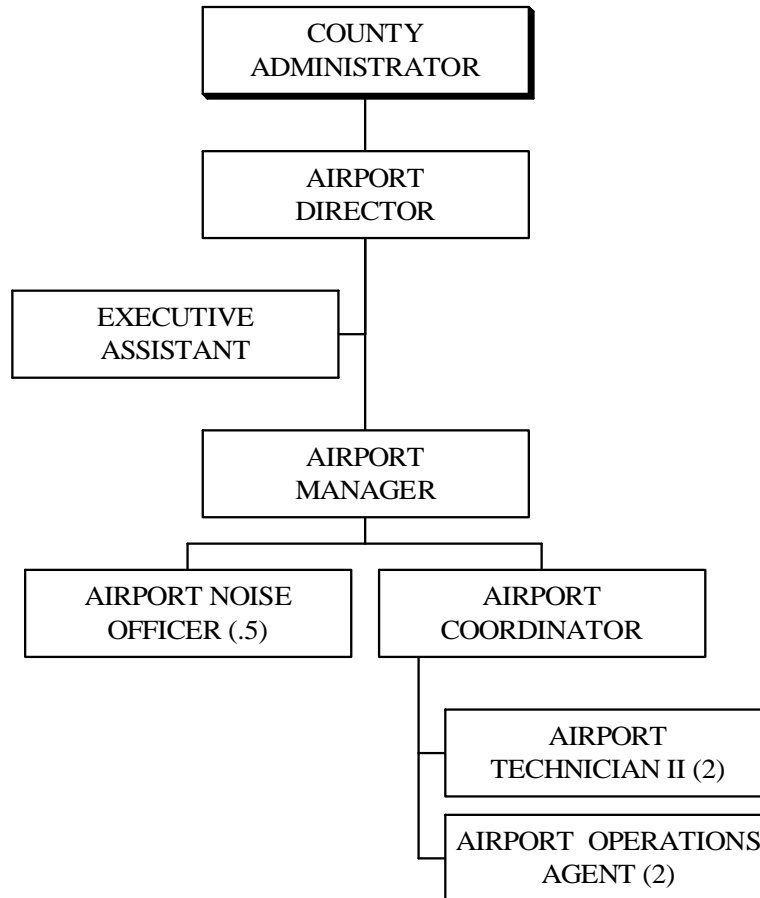 COUNTY
ADMINISTRATOR
AIRPORT
DIRECTOR
EXECUTIVE
ASSISTANT
AIRPORT
MANAGER
AIRPORT NOISE
OFFICER (.5)
AIRPORT
COORDINATOR
AIRPORT
TECHNICIAN II (2)
AIRPORT OPERATIONS
AGENT (2)